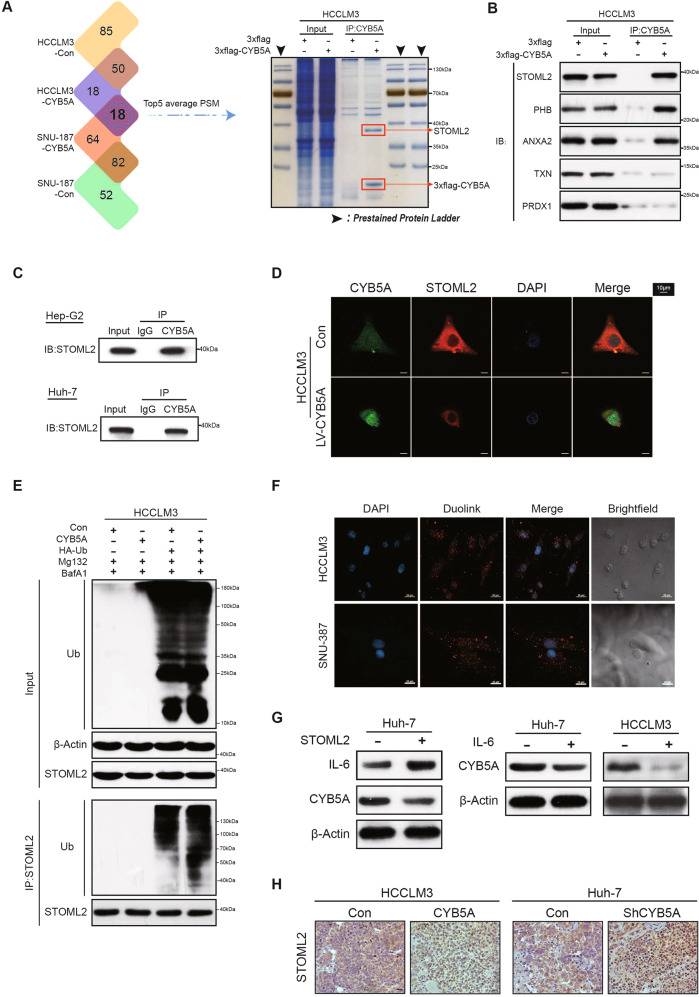 A
HCCLM3
-Con
85
50
HCCLM3
-CYB5A
18
18
SNU-187
-CYB5A
64
82
SNU-187
-Con
52
Top5 average PSM
HCCLM3
Input IP:CYB5A
3xflag + - + -
3xflag-CYB5A - + - +
130kDa
70kDa
40kDa
STOML2
35kDa
25kDa
3xflag-CYB5A
: Prestained Protein Ladder
B
HCCLM3
Input IP:CYB5A
3xflag + - + -
3xflag-CYB5A - + - +
IB:
STOML2 40kDa
PHB 35kDa
ANXA2 40kDa
TXN 15kDa
PRDX1 25kDa
C
Hep-G2 IP
Input IgG CYB5A
IB:STOML2 40kDa
Huh-7 IP
Input IgG CYB5A
IB:STOML2 40kDa
D
CYB5A STOML2 DAPI Merge 10μm
HCCLM3
Con
LV-CYB5A
E
HCCLM3
Con + - + -
CYB5A - + - +
HA-Ub - - + +
Mg132 + + + +
BafA1 + + + +
Input
Ub
180kDa
100kDa
50kDa
35kDa
25kDa
10kDa
β-Actin 40kDa
STOML2 40kDa
IP:STOML2
Ub
130kDa
100kDa
70kDa
50kDa
40kDa
STOML2 40kDa
F
DAPI Duolink Merge Brightfield
HCCLM3
SNU-387
G
Huh-7
STOML2 - +
IL-6
CYB5A
β-Actin
Huh-7 HCCLM3
IL-6 - + - +
CYB5A
β-Actin
H
HCCLM3 Huh-7
Con CYB5A Con ShCYB5A
STOML2